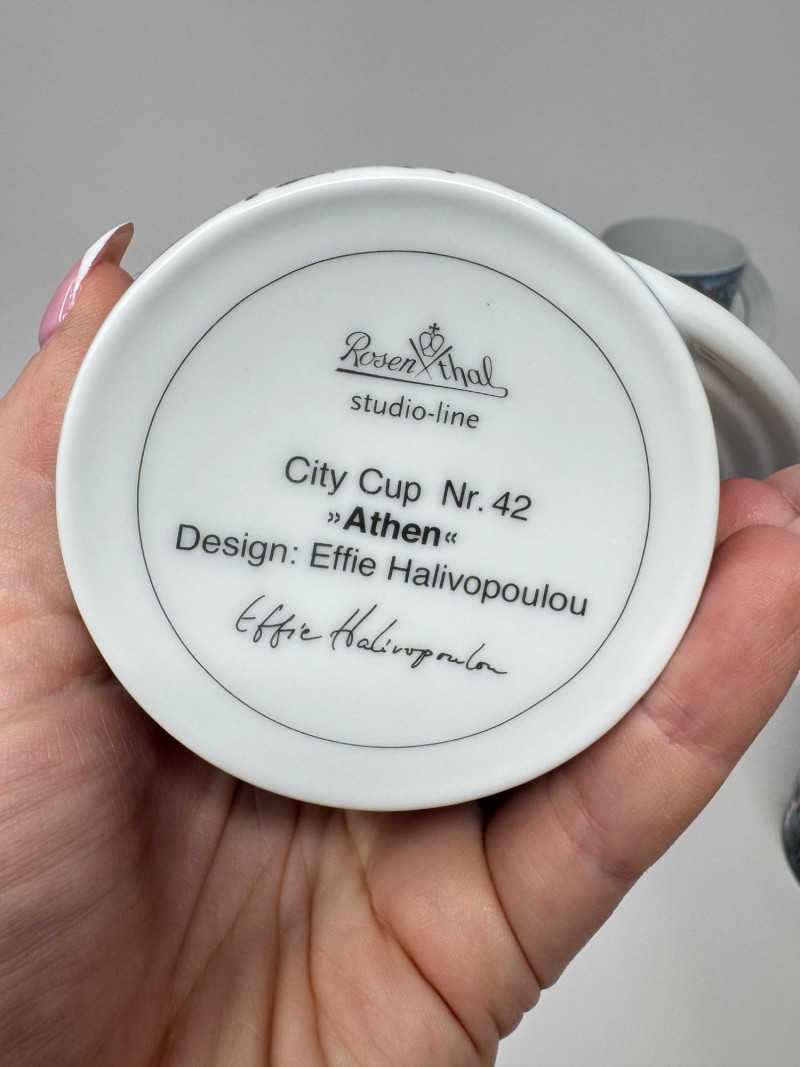 Rosenthal
studio-line
City Cup Nr. 42
»Athen«
Design: Effie Halivopoulou
Effie Halivopoulou